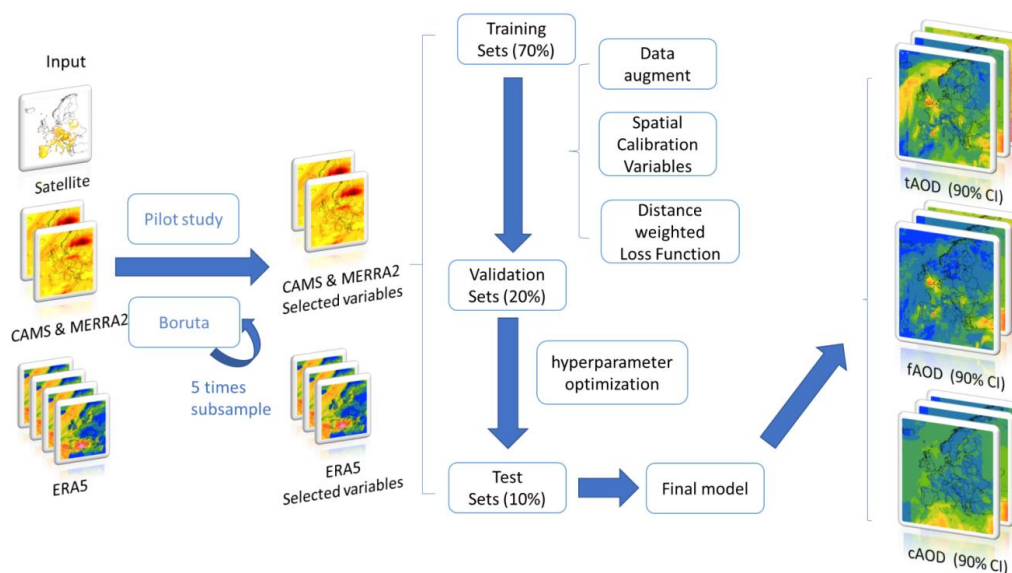 Input
Satellite
CAMS & MERRA2
ERA5
Pilot study
Boruta
5 times
subsample
CAMS & MERRA2
Selected variables
ERA5
Selected variables
Training
Sets (70%)
Data
augment
Spatial
Calibration
Variables
Distance
weighted
Loss Function
Validation
Sets (20%)
hyperparameter
optimization
Test
Sets (10%)
Final model
tAOD (90% CI)
fAOD (90% CI)
cAOD (90% CI)